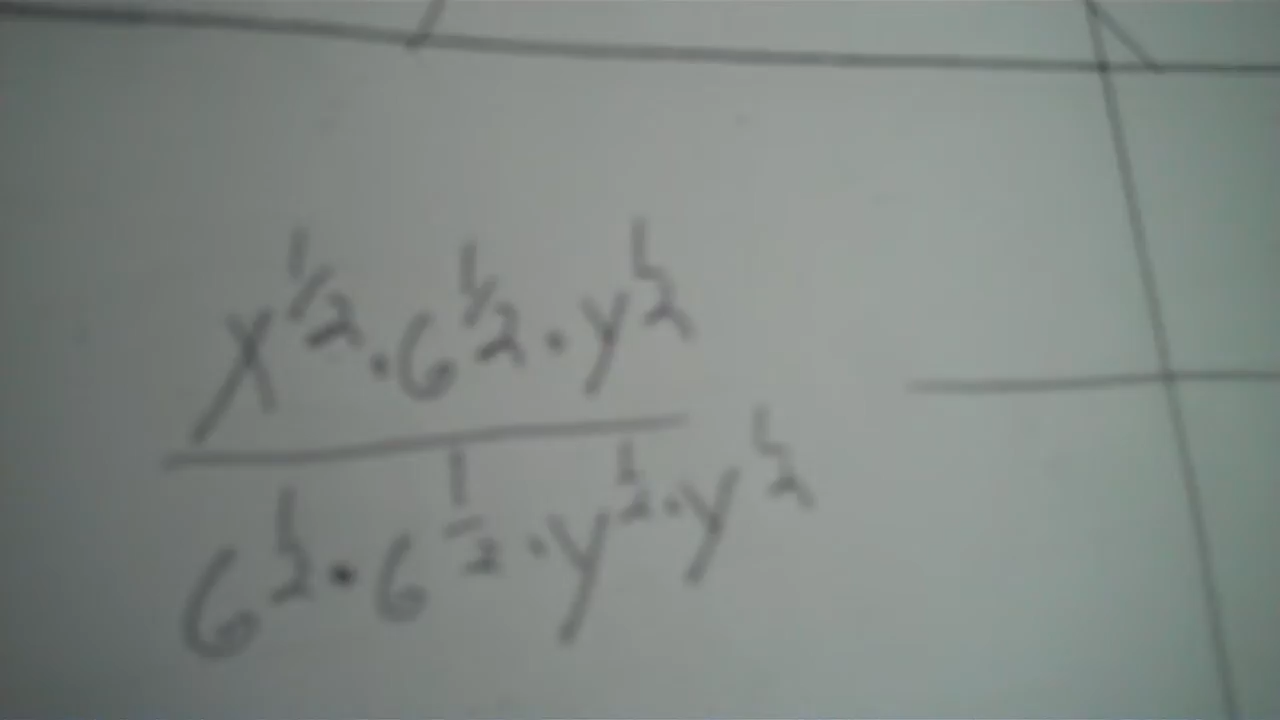 x^1/2 · 6^1/2 · y^1/2
6^1/2 · 6^1/2 · y^1/2 · y^1/2